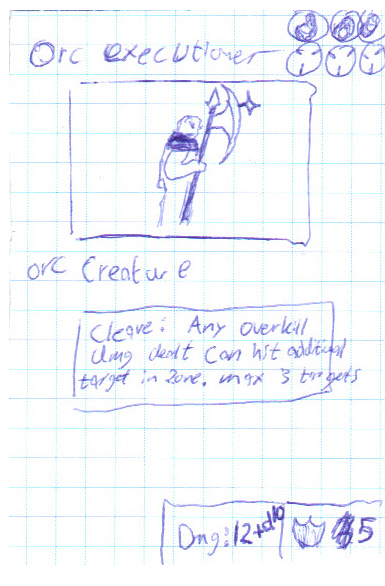 Orc executioner
orc Creature
Cleave: Any overkill
dmg dealt can hit additional
target in zone. max 3 targets
Dmg: 12+d10 5